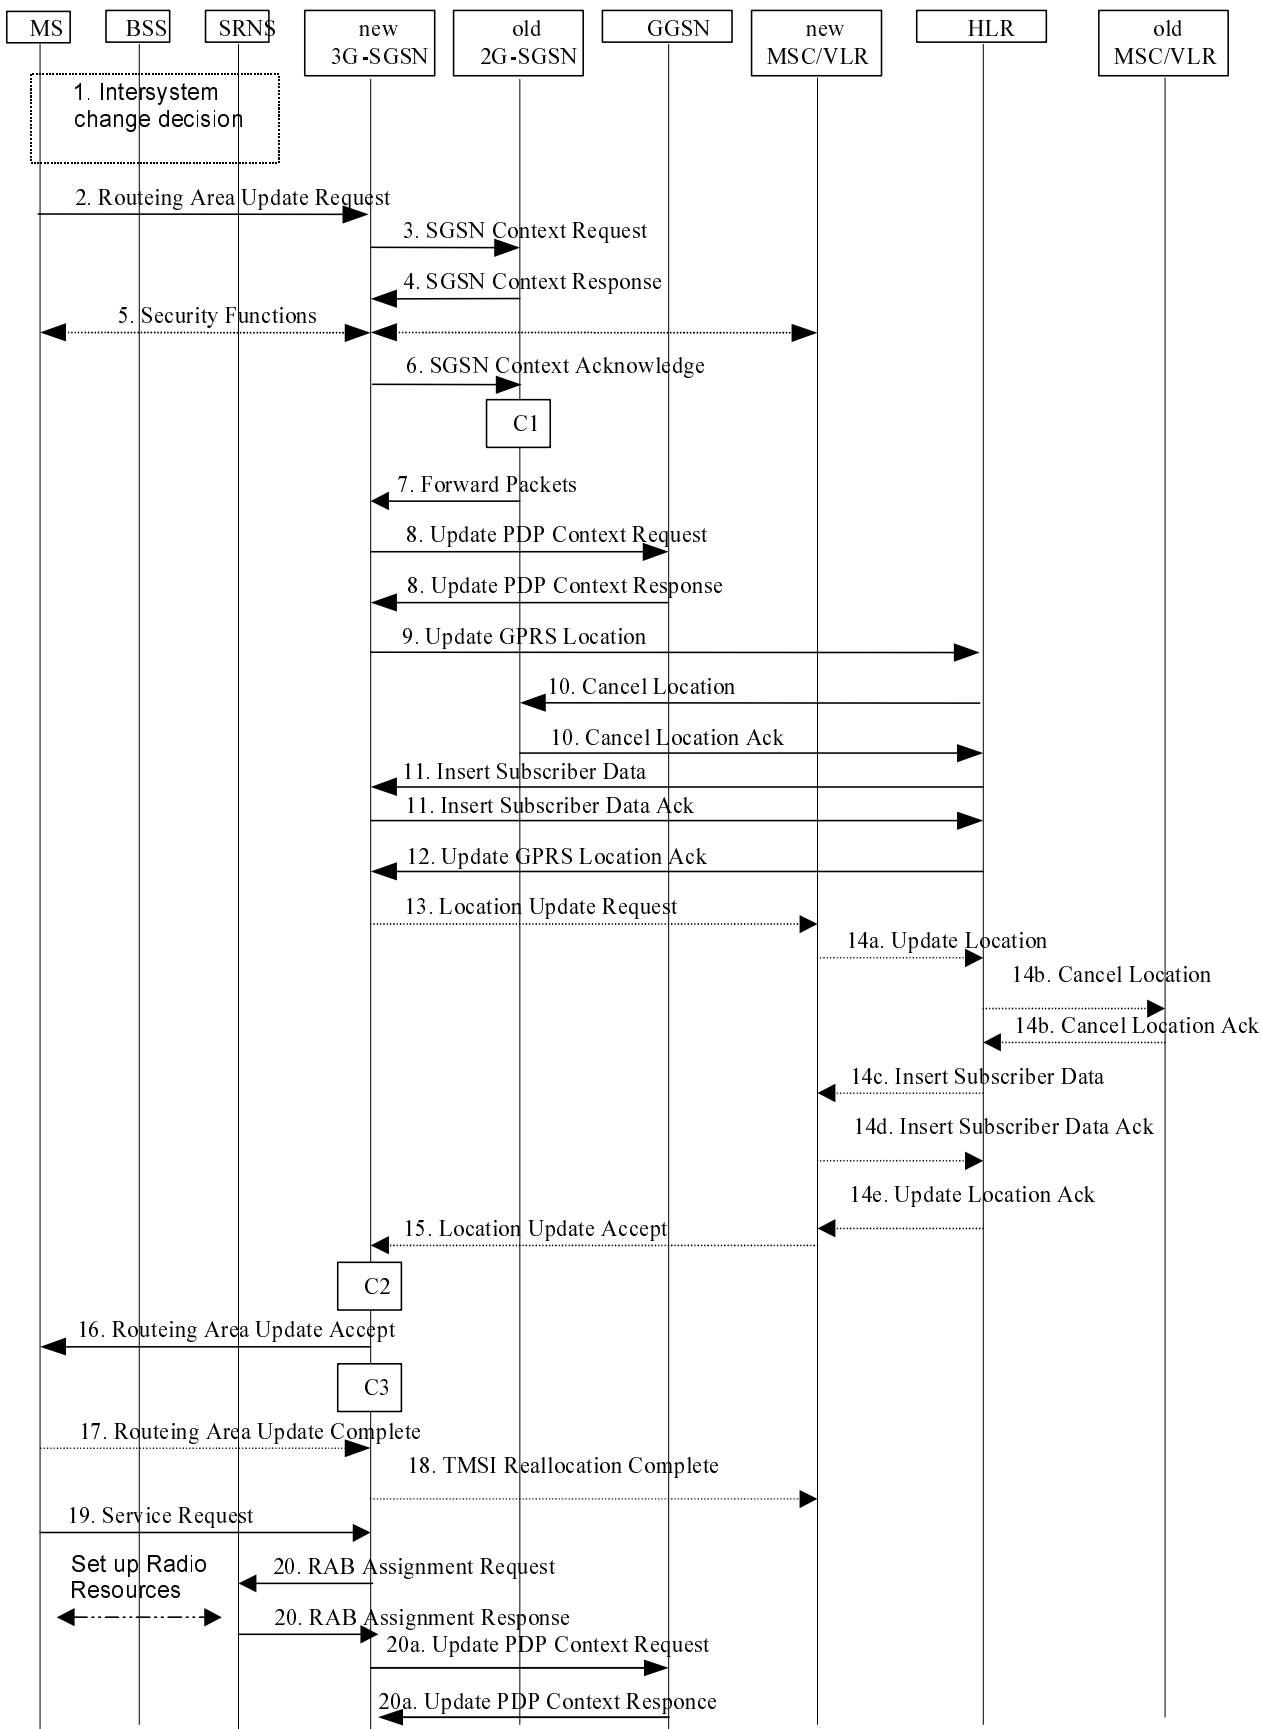 MS BSS SRNS new old GGSN new HLR old
3G-SGSN 2G-SGSN MSC/VLR MSC/VLR
1. Intersystem
change decision
2. Routeing Area Update Request
3. SGSN Context Request
4. SGSN Context Response
5. Security Functions
6. SGSN Context Acknowledge
C1
7. Forward Packets
8. Update PDP Context Request
8. Update PDP Context Response
9. Update GPRS Location
10. Cancel Location
10. Cancel Location Ack
11. Insert Subscriber Data
11. Insert Subscriber Data Ack
12. Update GPRS Location Ack
13. Location Update Request
14a. Update Location
14b. Cancel Location
14b. Cancel Location Ack
14c. Insert Subscriber Data
14d. Insert Subscriber Data Ack
14e. Update Location Ack
15. Location Update Accept
C2
16. Routeing Area Update Accept
C3
17. Routeing Area Update Complete
18. TMSI Reallocation Complete
19. Service Request
Set up Radio
Resources
20. RAB Assignment Request
20. RAB Assignment Response
20a. Update PDP Context Request
20a. Update PDP Context Responce